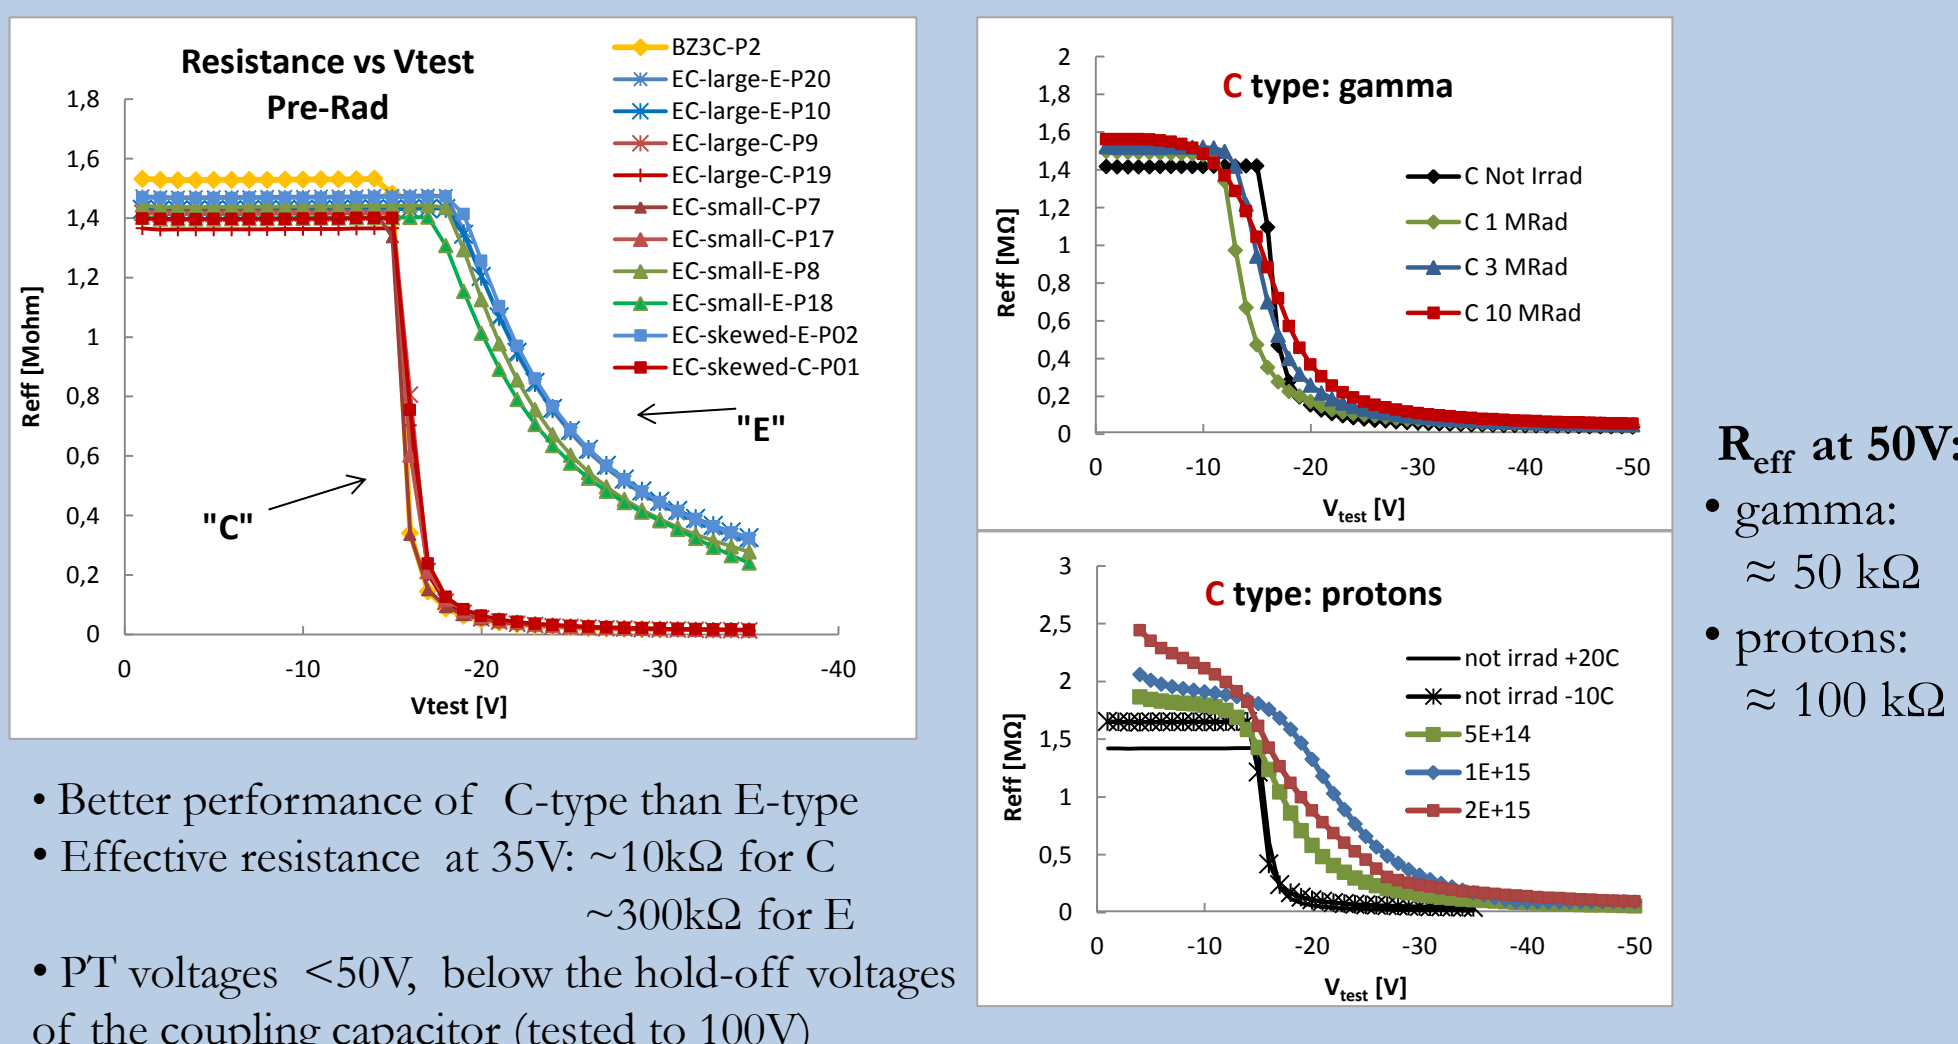 Resistance vs Vtest
Pre-Rad
BZ3C-P2
EC-large-E-P20
EC-large-E-P10
EC-large-C-P9
EC-large-C-P19
EC-small-C-P7
EC-small-C-P17
EC-small-E-P8
EC-small-E-P18
EC-skewed-E-P02
EC-skewed-C-P01
1,8
1,6
1,4
1,2
1
0,8
0,6
0,4
0,2
0
Reff [Mohm]
"E"
"C"
0 -10 -20 -30 -40
Vtest [V]
C type: gamma
2
1,8
1,6
1,4
1,2
1
0,8
0,6
0,4
0,2
0
Reff [MΩ]
C Not Irrad
C 1 MRad
C 3 MRad
C 10 MRad
0 -10 -20 -30 -40 -50
Vtest [V]
C type: protons
3
2,5
2
1,5
1
0,5
0
Reff [MΩ]
not irrad +20C
not irrad -10C
5E+14
1E+15
2E+15
0 -10 -20 -30 -40 -50
Vtest [V]
Reff at 50V:
• gamma:
≈ 50 kΩ
• protons:
≈ 100 kΩ
• Better performance of C-type than E-type
• Effective resistance at 35V: ~10kΩ for C
~300kΩ for E
• PT voltages <50V, below the hold-off voltages
of the coupling capacitor (tested to 100V)